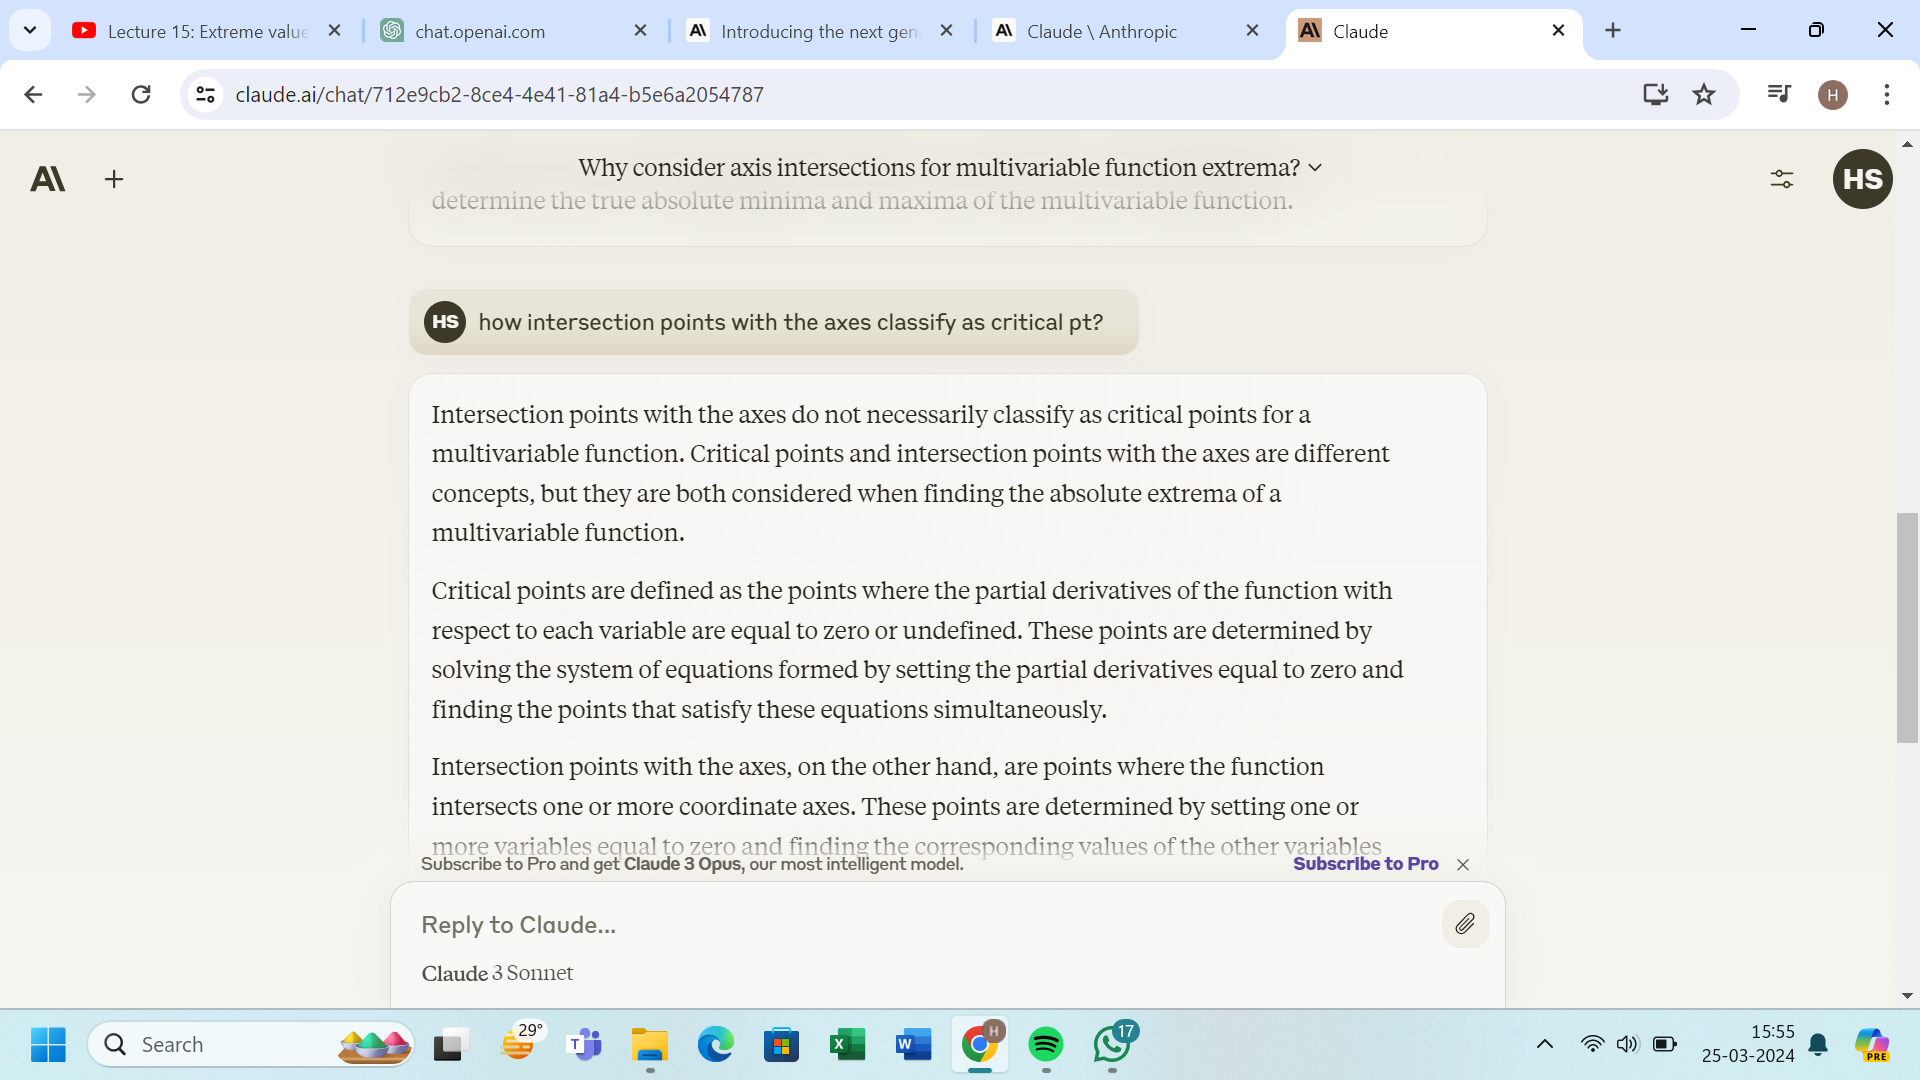 Lecture 15: Extreme value
chat.openai.com
Introducing the next gen
Claude \ Anthropic
Claude
claude.ai/chat/712e9cb2-8ce4-4e41-81a4-b5e6a2054787
H
Why consider axis intersections for multivariable function extrema?
HS
determine the true absolute minima and maxima of the multivariable function.
HS how intersection points with the axes classify as critical pt?
Intersection points with the axes do not necessarily classify as critical points for a
multivariable function. Critical points and intersection points with the axes are different
concepts, but they are both considered when finding the absolute extrema of a
multivariable function.
Critical points are defined as the points where the partial derivatives of the function with
respect to each variable are equal to zero or undefined. These points are determined by
solving the system of equations formed by setting the partial derivatives equal to zero and
finding the points that satisfy these equations simultaneously.
Intersection points with the axes, on the other hand, are points where the function
intersects one or more coordinate axes. These points are determined by setting one or
more variables equal to zero and finding the corresponding values of the other variables
Subscribe to Pro and get Claude 3 Opus, our most intelligent model.
Subscribe to Pro
Reply to Claude...
Claude 3 Sonnet
Search
29°
T
X
W
H
17
15:55
25-03-2024
PRE